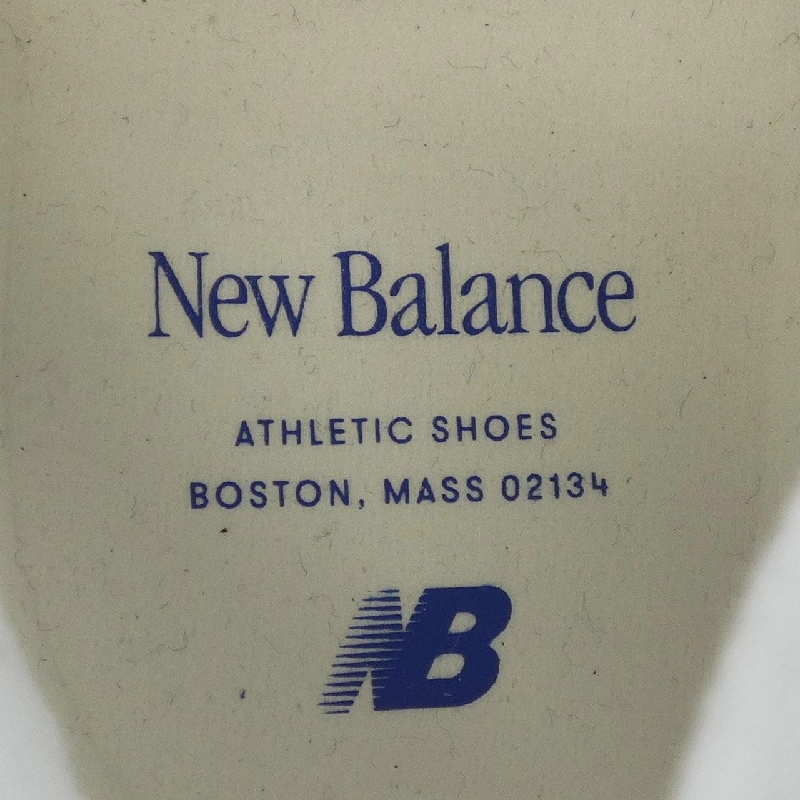 New Balance
ATHLETIC SHOES
BOSTON, MASS 02134
NB